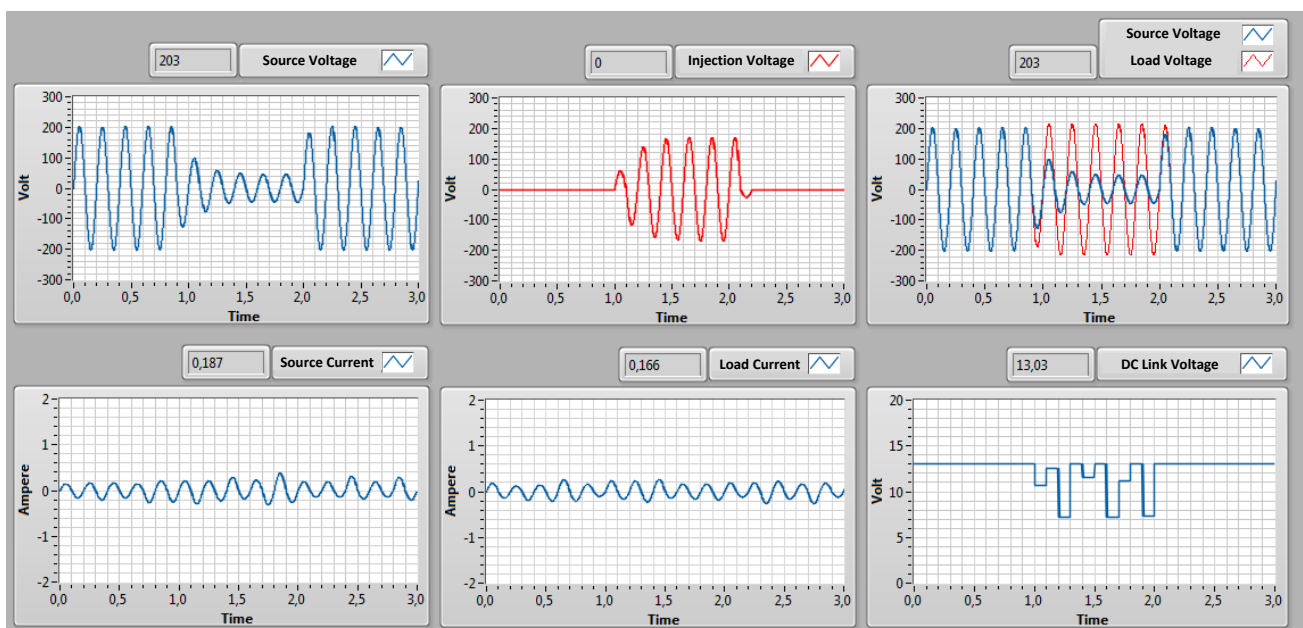 203 Source Voltage
300
200
100
0
-100
-200
-300
Volt
0,0 0,5 1,0 1,5 2,0 2,5 3,0
Time
0 Injection Voltage
300
200
100
0
-100
-200
-300
Volt
0,0 0,5 1,0 1,5 2,0 2,5 3,0
Time
Source Voltage
203 Load Voltage
300
200
100
0
-100
-200
-300
Volt
0,0 0,5 1,0 1,5 2,0 2,5 3,0
Time
0,187 Source Current
2
1
0
-1
-2
Ampere
0,0 0,5 1,0 1,5 2,0 2,5 3,0
Time
0,166 Load Current
2
1
0
-1
-2
Ampere
0,0 0,5 1,0 1,5 2,0 2,5 3,0
Time
13,03 DC Link Voltage
20
15
10
5
0
Volt
0,0 0,5 1,0 1,5 2,0 2,5 3,0
Time